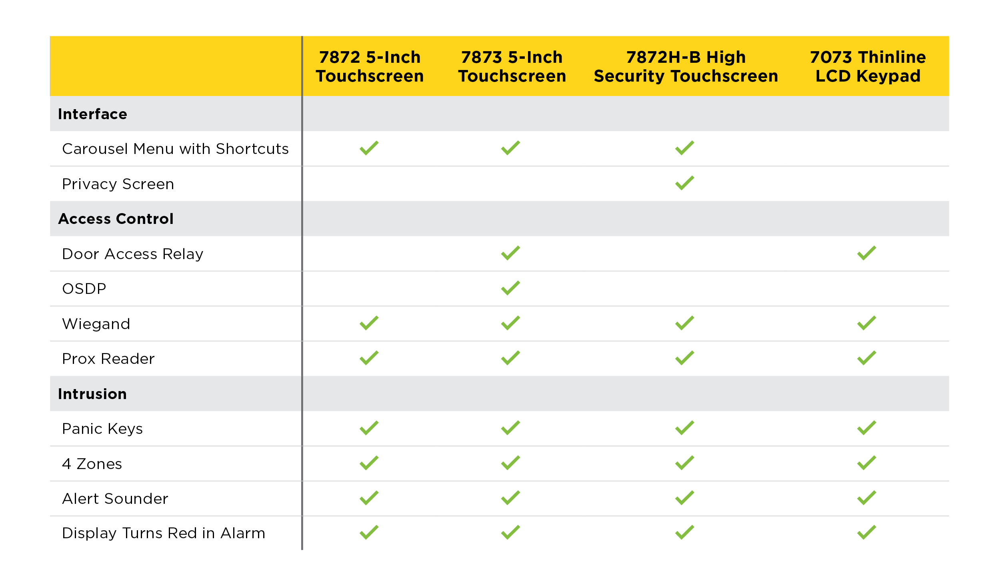 7872 5-Inch
Touchscreen
7873 5-Inch
Touchscreen
7872H-B High
Security Touchscreen
7073 Thinline
LCD Keypad
Interface
Carousel Menu with Shortcuts
Privacy Screen
Access Control
Door Access Relay
OSDP
Wiegand
Prox Reader
Intrusion
Panic Keys
4 Zones
Alert Sounder
Display Turns Red in Alarm